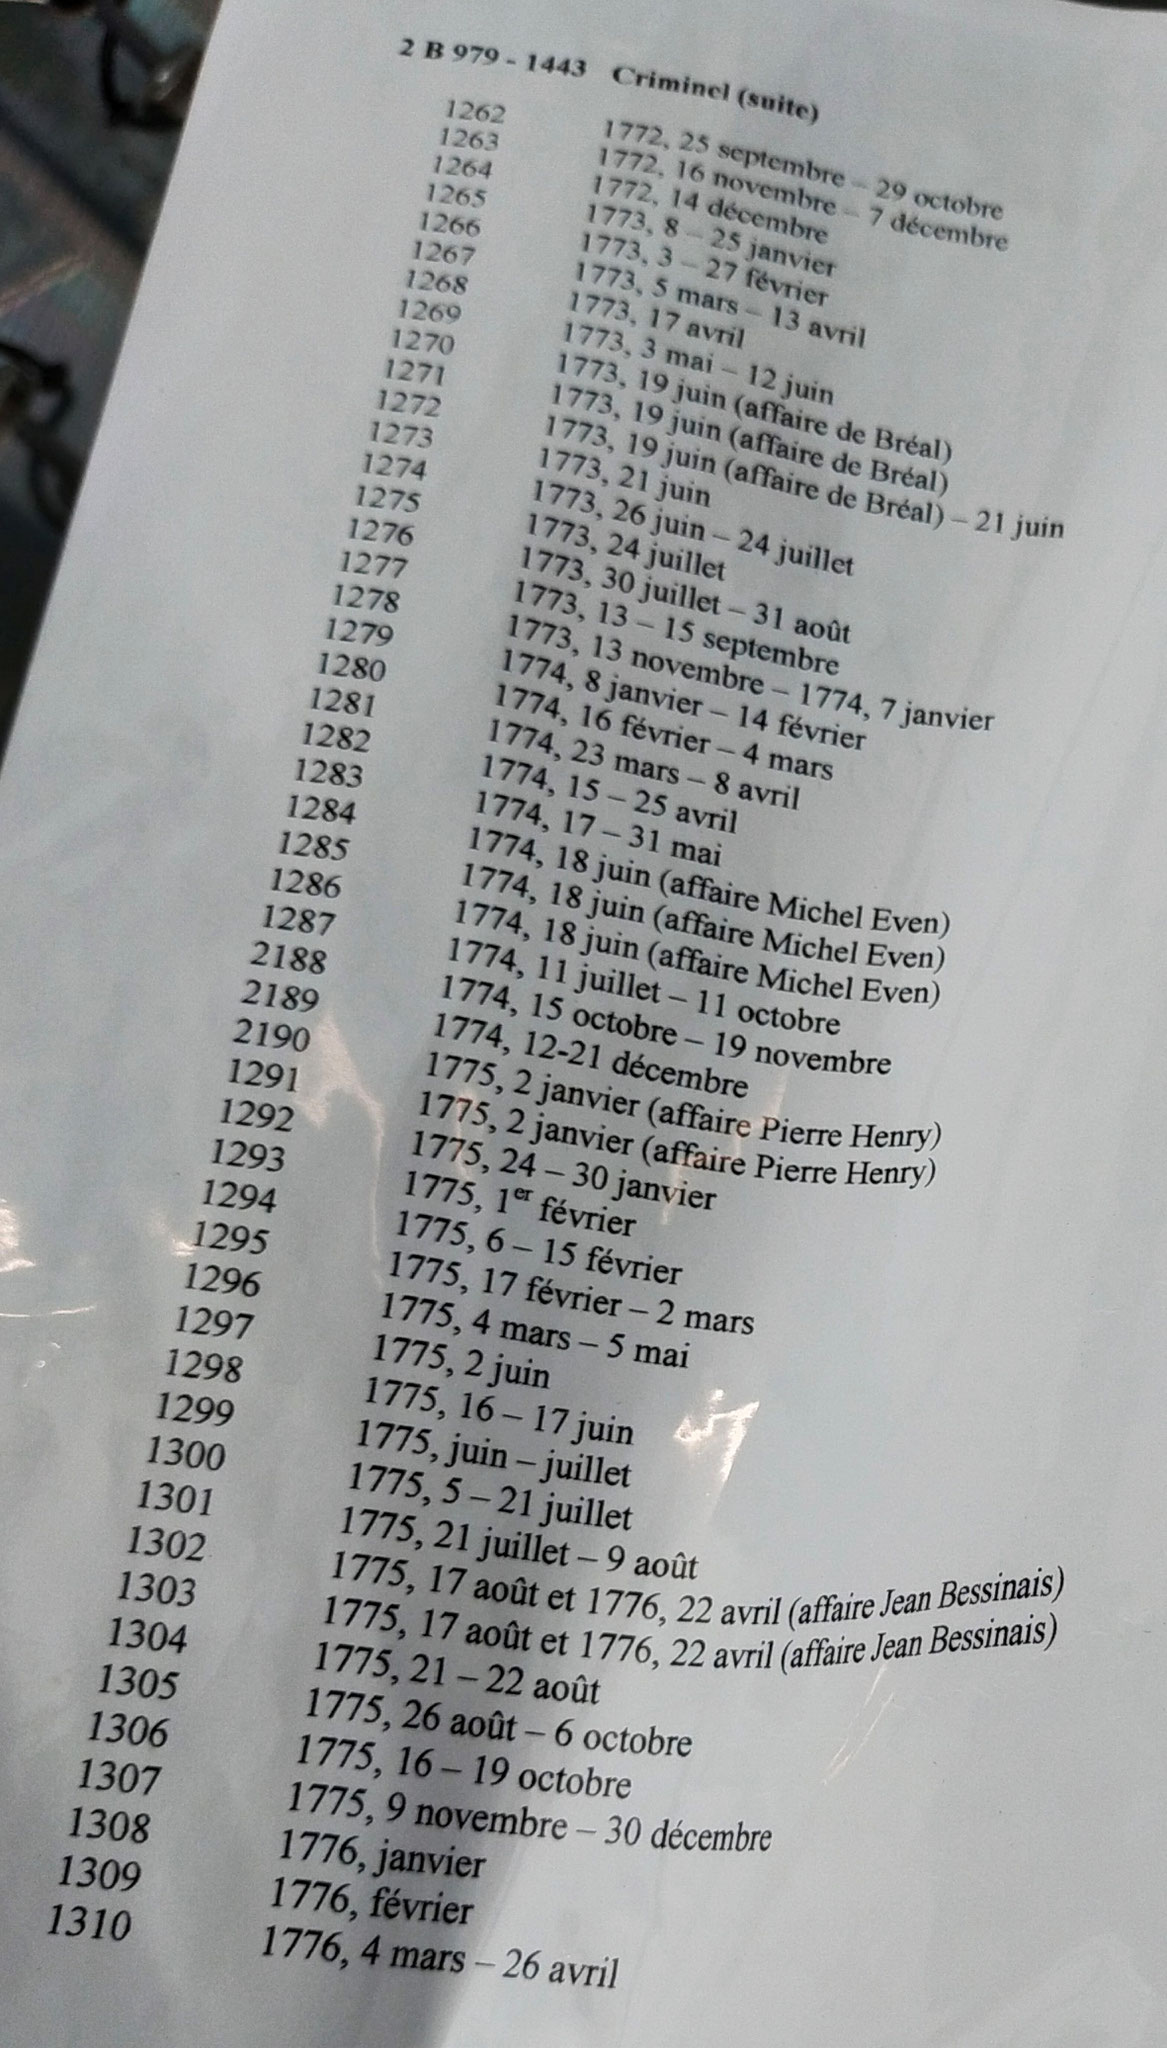 2 B 979 - 1443 Criminel (suite)
1262 1772, 25 septembre – 29 octobre
1263 1772, 16 novembre – 7 décembre
1264 1772, 14 décembre
1265 1773, 8 – 25 janvier
1266 1773, 3 – 27 février
1267 1773, 5 mars – 13 avril
1268 1773, 17 avril
1269 1773, 3 mai – 12 juin
1270 1773, 19 juin (affaire de Bréal)
1271 1773, 19 juin (affaire de Bréal)
1272 1773, 19 juin (affaire de Bréal) – 21 juin
1273 1773, 21 juin
1274 1773, 26 juin – 24 juillet
1275 1773, 24 juillet
1276 1773, 30 juillet – 31 août
1277 1773, 13 – 15 septembre
1278 1773, 13 novembre – 1774, 7 janvier
1279 1774, 8 janvier – 14 février
1280 1774, 16 février – 4 mars
1281 1774, 23 mars – 8 avril
1282 1774, 15 – 25 avril
1283 1774, 17 – 31 mai
1284 1774, 18 juin (affaire Michel Even)
1285 1774, 18 juin (affaire Michel Even)
1286 1774, 18 juin (affaire Michel Even)
1287 1774, 11 juillet – 11 octobre
2188 1774, 15 octobre – 19 novembre
2189 1774, 12-21 décembre
2190 1775, 2 janvier (affaire Pierre Henry)
1291 1775, 2 janvier (affaire Pierre Henry)
1292 1775, 24 – 30 janvier
1293 1775, 1er février
1294 1775, 6 – 15 février
1295 1775, 17 février – 2 mars
1296 1775, 4 mars – 5 mai
1297 1775, 2 juin
1298 1775, 16 – 17 juin
1299 1775, juin – juillet
1300 1775, 5 – 21 juillet
1301 1775, 21 juillet – 9 août
1302 1775, 17 août et 1776, 22 avril (affaire Jean Bessinais)
1303 1775, 17 août et 1776, 22 avril (affaire Jean Bessinais)
1304 1775, 21 – 22 août
1305 1775, 26 août – 6 octobre
1306 1775, 16 – 19 octobre
1307 1775, 9 novembre – 30 décembre
1308 1776, janvier
1309 1776, février
1310 1776, 4 mars – 26 avril